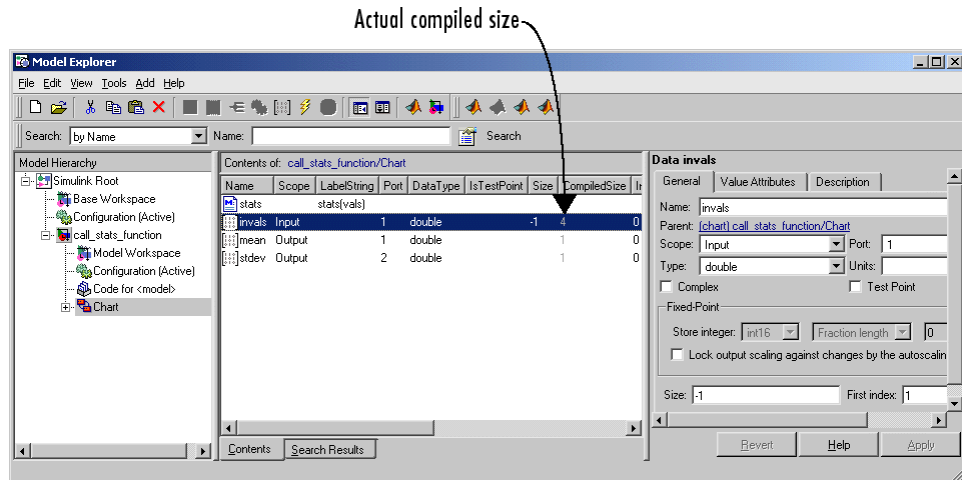 Actual compiled size
Model Explorer
File Edit View Tools Add Help
Search: by Name Name: Search
Model Hierarchy
Simulink Root
Base Workspace
Configuration (Active)
call_stats_function
Model Workspace
Configuration (Active)
Code for <model>
Chart
Contents of: call_stats_function/Chart
Name Scope LabelString Port DataType IsTestPoint Size CompiledSize
stats stats(vals)
invals Input 1 double -1 4 0
mean Output 1 double 1 0
stdev Output 2 double 1 0
Contents Search Results
Data invals
General Value Attributes Description
Name: invals
Parent: (chart) call_stats_function/Chart
Scope: Input Port: 1
Type: double Units:
Complex Test Point
Fixed-Point
Store integer: int16 Fraction length 0
Lock output scaling against changes by the autoscalin
Size: -1 First index: 1
Revert Help Apply